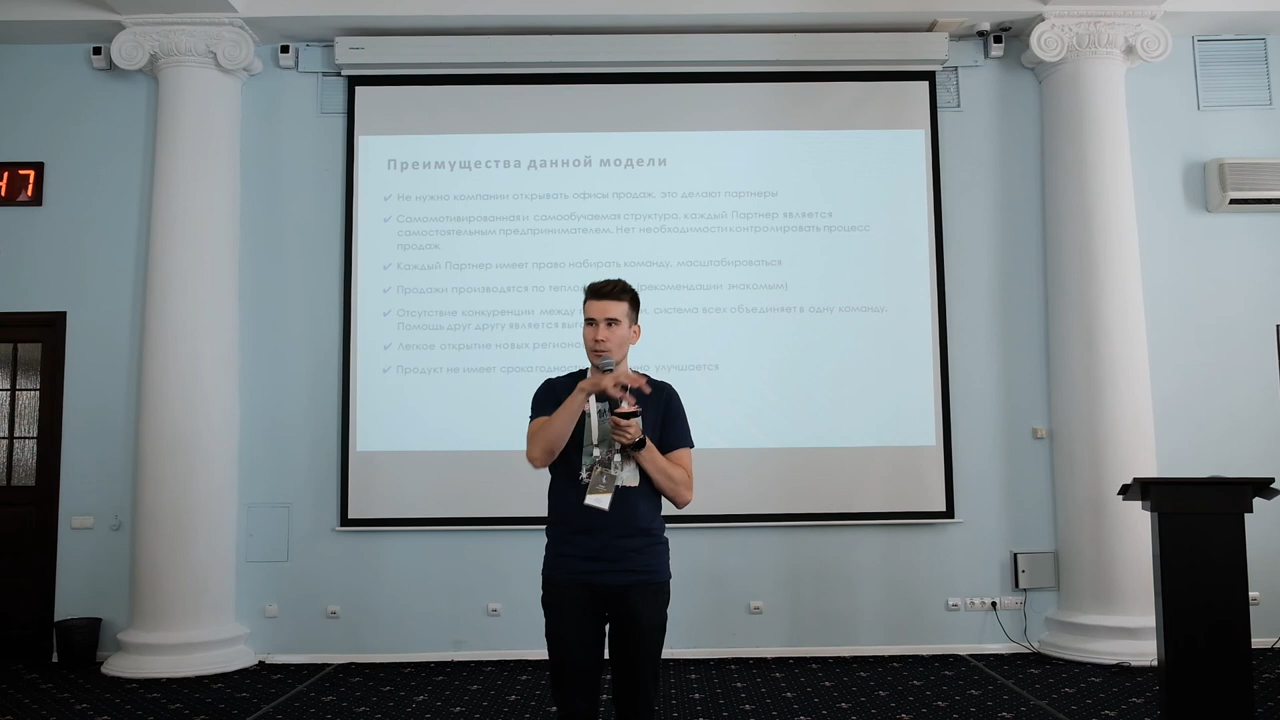 47
Преимущества данной модели
✔ Не нужно компании открывать офисы продаж, это делают партнеры
✔ Самомотивированная и самообучаемая структура, каждый Партнер является
самостоятельным предпринимателем. Нет необходимости контролировать процесс
продаж
✔ Каждый Партнер имеет право набирать команду, масштабироваться
✔ Продажи производятся по (рекомендации знакомым)
✔ Отсутствие конкуренции между система всех объединяет в одну команду.
Помощь друг другу является
✔ Легкое открытие новых
✔ Продукт не имеет срока улучшается